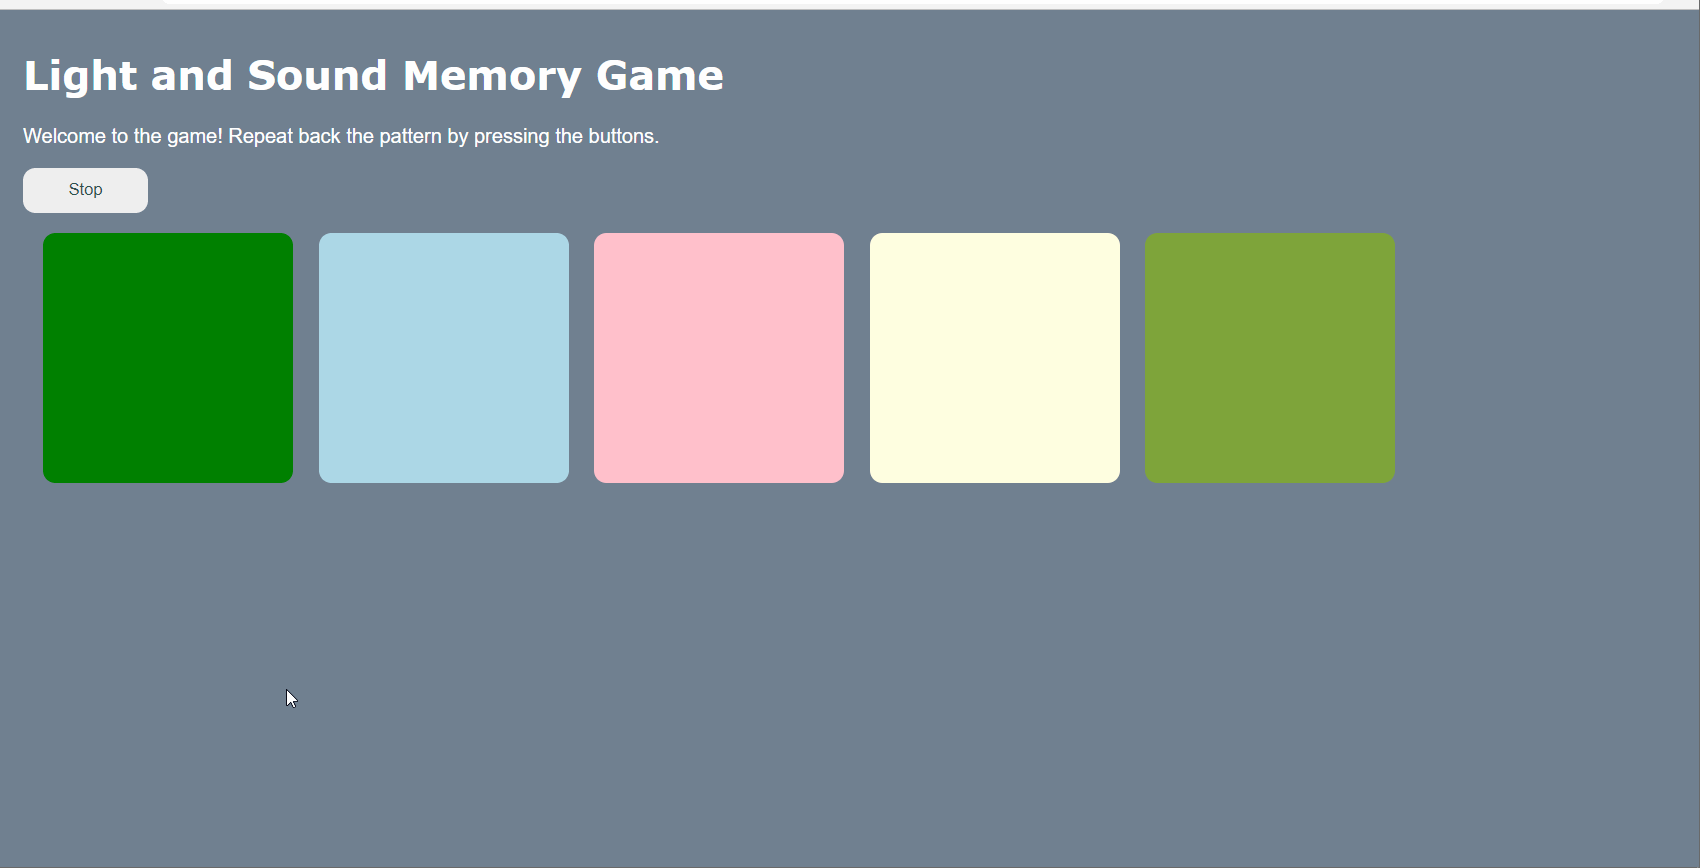 Light and Sound Memory Game
Welcome to the game! Repeat back the pattern by pressing the buttons.
Stop